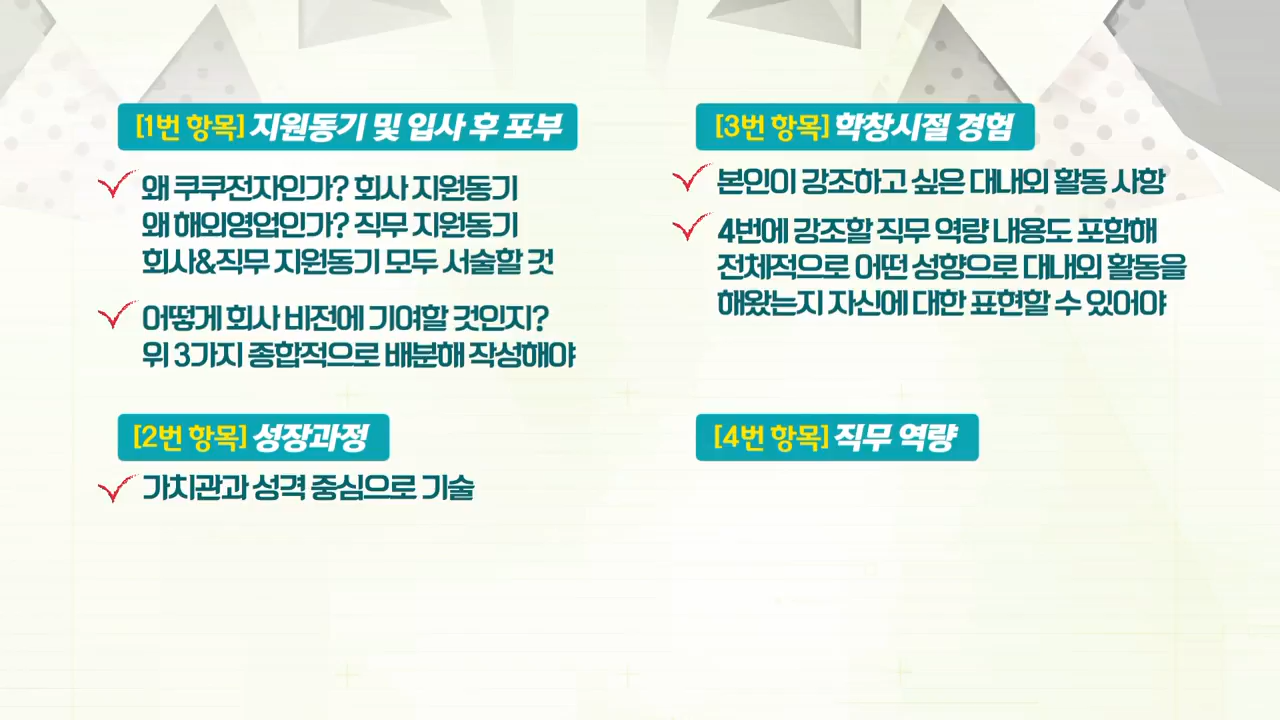 [1번 항목] 지원동기 및 입사 후 포부
왜 쿠쿠전자인가? 회사 지원동기
왜 해외영업인가? 직무 지원동기
회사&직무 지원동기 모두 서술할 것
어떻게 회사 비전에 기여할 것인지?
위 3가지 종합적으로 배분해 작성해야
[2번 항목] 성장과정
가치관과 성격 중심으로 기술
[3번 항목] 학창시절 경험
본인이 강조하고 싶은 대내외 활동 사항
4번에 강조할 직무 역량 내용도 포함해
전체적으로 어떤 성향으로 대내외 활동을
해왔는지 자신에 대한 표현할 수 있어야
[4번 항목] 직무 역량